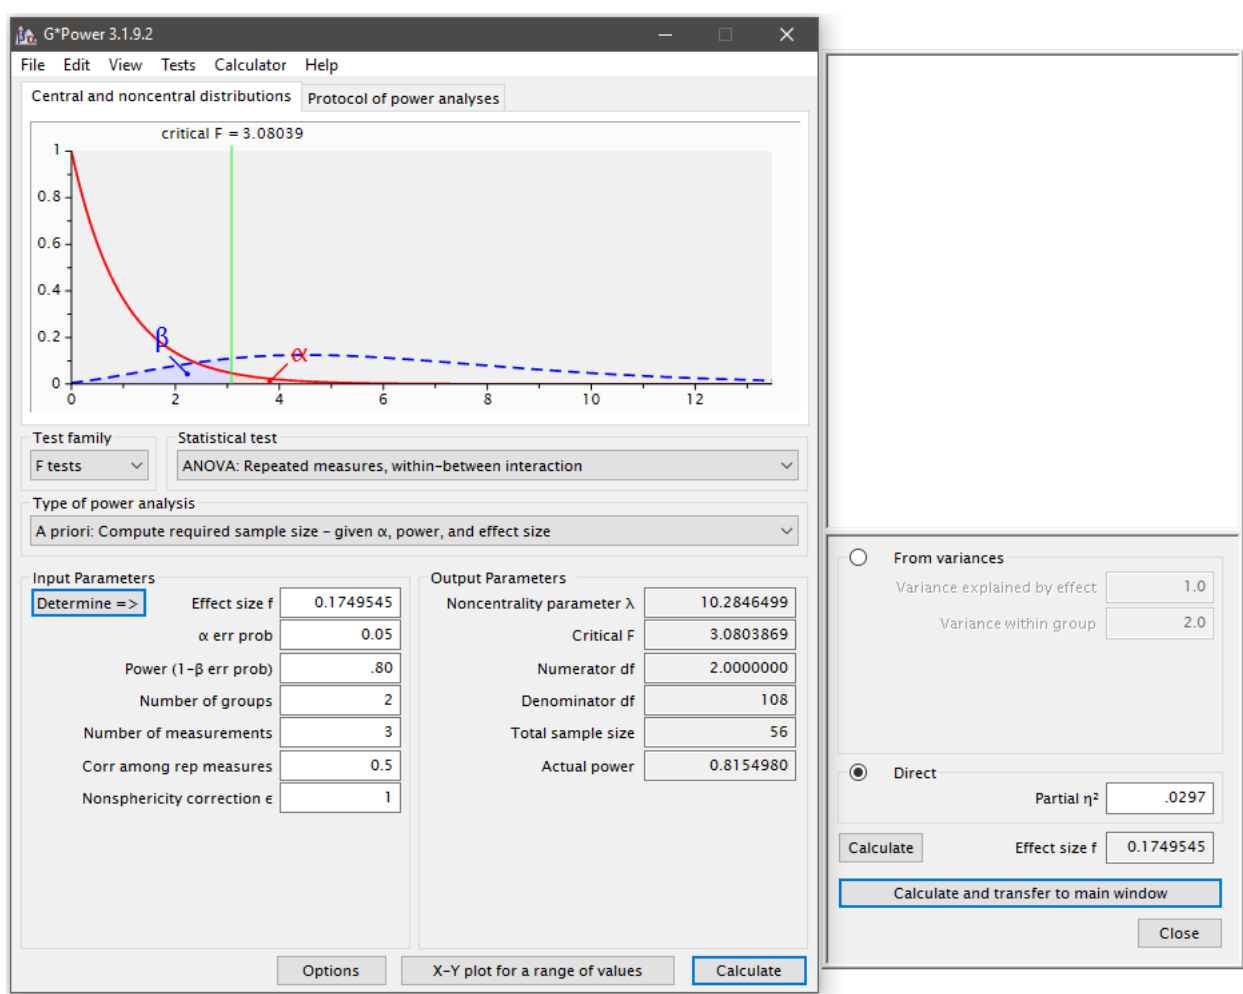 G*Power 3.1.9.2
File Edit View Tests Calculator Help
Central and noncentral distributions Protocol of power analyses
critical F = 3.08039
1
0.8
0.6
0.4
0.2
0
β
α
0 2 4 6 8 10 12
Test family Statistical test
F tests ANOVA: Repeated measures, within-between interaction
Type of power analysis
A priori: Compute required sample size - given α, power, and effect size
Input Parameters
Determine => Effect size f 0.1749545
α err prob 0.05
Power (1-β err prob) .80
Number of groups 2
Number of measurements 3
Corr among rep measures 0.5
Nonsphericity correction ϵ 1
Output Parameters
Noncentrality parameter λ 10.2846499
Critical F 3.0803869
Numerator df 2.0000000
Denominator df 108
Total sample size 56
Actual power 0.8154980
Options X-Y plot for a range of values Calculate
From variances
Variance explained by effect 1.0
Variance within group 2.0
Direct
Partial η² .0297
Calculate Effect size f 0.1749545
Calculate and transfer to main window
Close